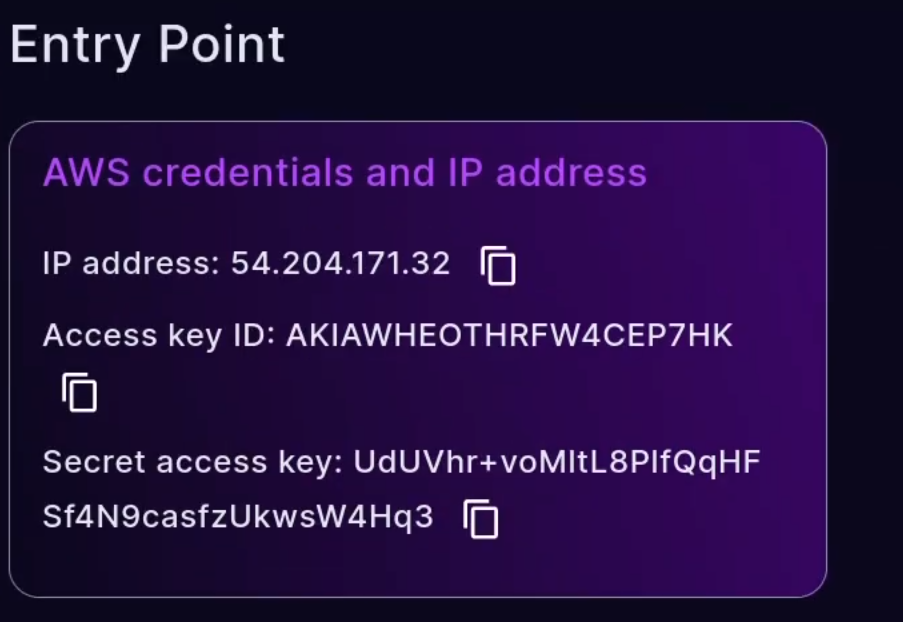 Entry Point
AWS credentials and IP address
IP address: 54.204.171.32
Access key ID: AKIAWHEOTHRFW4CEP7HK
Secret access key: UdUVhr+voMItL8PIfQqHF
Sf4N9casfzUkwsW4Hq3